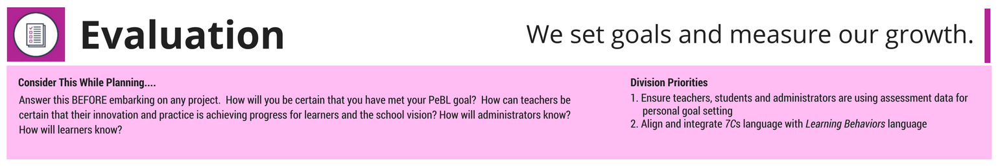 Evaluation
We set goals and measure our growth.
Consider This While Planning....
Answer this BEFORE embarking on any project.  How will you be certain that you have met your PeBL goal?  How can teachers be
certain that their innovation and practice is achieving progress for learners and the school vision? How will administrators know?
How will learners know?
Division Priorities
1. Ensure teachers, students and administrators are using assessment data for
personal goal setting
2. Align and integrate 7Cs language with Learning Behaviors language